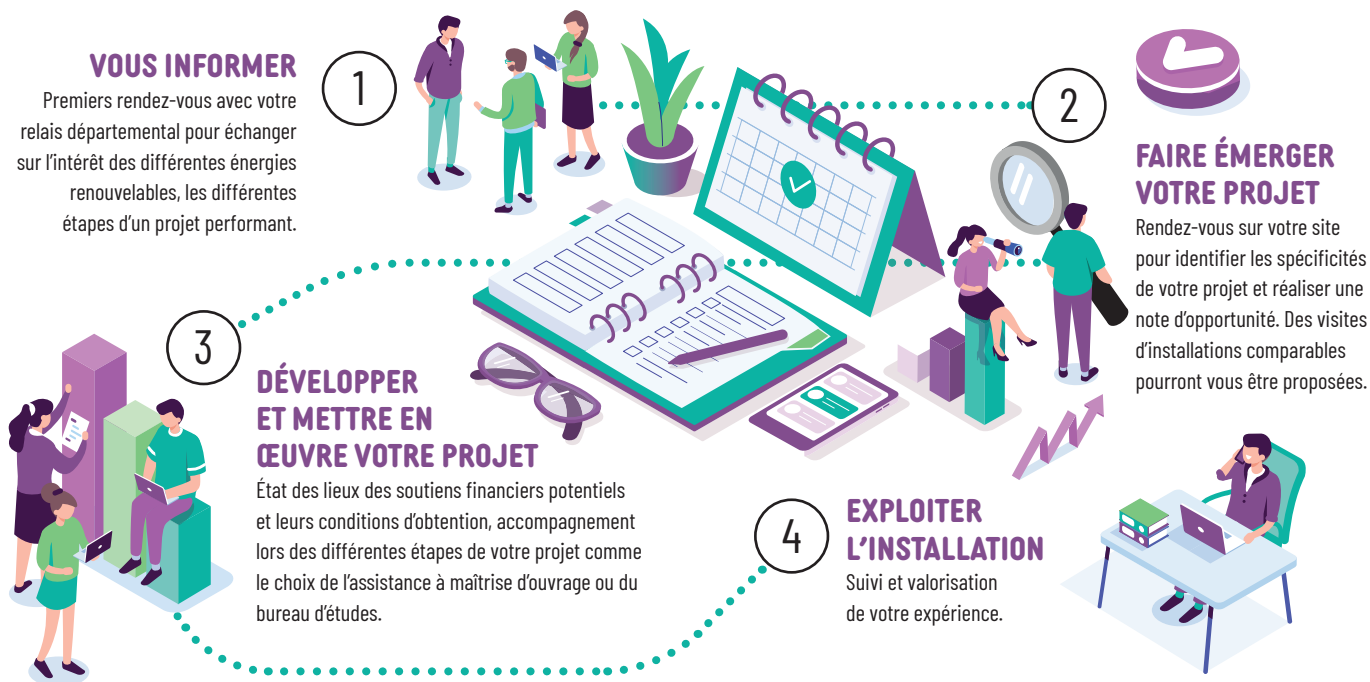 1
VOUS INFORMER
Premiers rendez-vous avec votre
relais départemental pour échanger
sur l'intérêt des différentes énergies
renouvelables, les différentes
étapes d'un projet performant.
2
FAIRE ÉMERGER
VOTRE PROJET
Rendez-vous sur votre site
pour identifier les spécificités
de votre projet et réaliser une
note d'opportunité. Des visites
d'installations comparables
pourront vous être proposées.
3
DÉVELOPPER
ET METTRE EN
ŒUVRE VOTRE PROJET
État des lieux des soutiens financiers potentiels
et leurs conditions d'obtention, accompagnement
lors des différentes étapes de votre projet comme
le choix de l'assistance à maîtrise d'ouvrage ou du
bureau d'études.
4
EXPLOITER
L'INSTALLATION
Suivi et valorisation
de votre expérience.